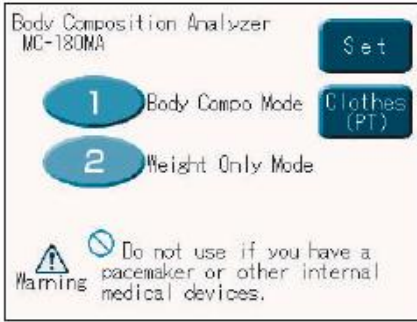 Body Composition Analyzer
MC-180MA
Set
1 Body Compo Mode
Clothes
(PT)
2 Weight Only Mode
Warning
Do not use if you have a
pacemaker or other internal
medical devices.